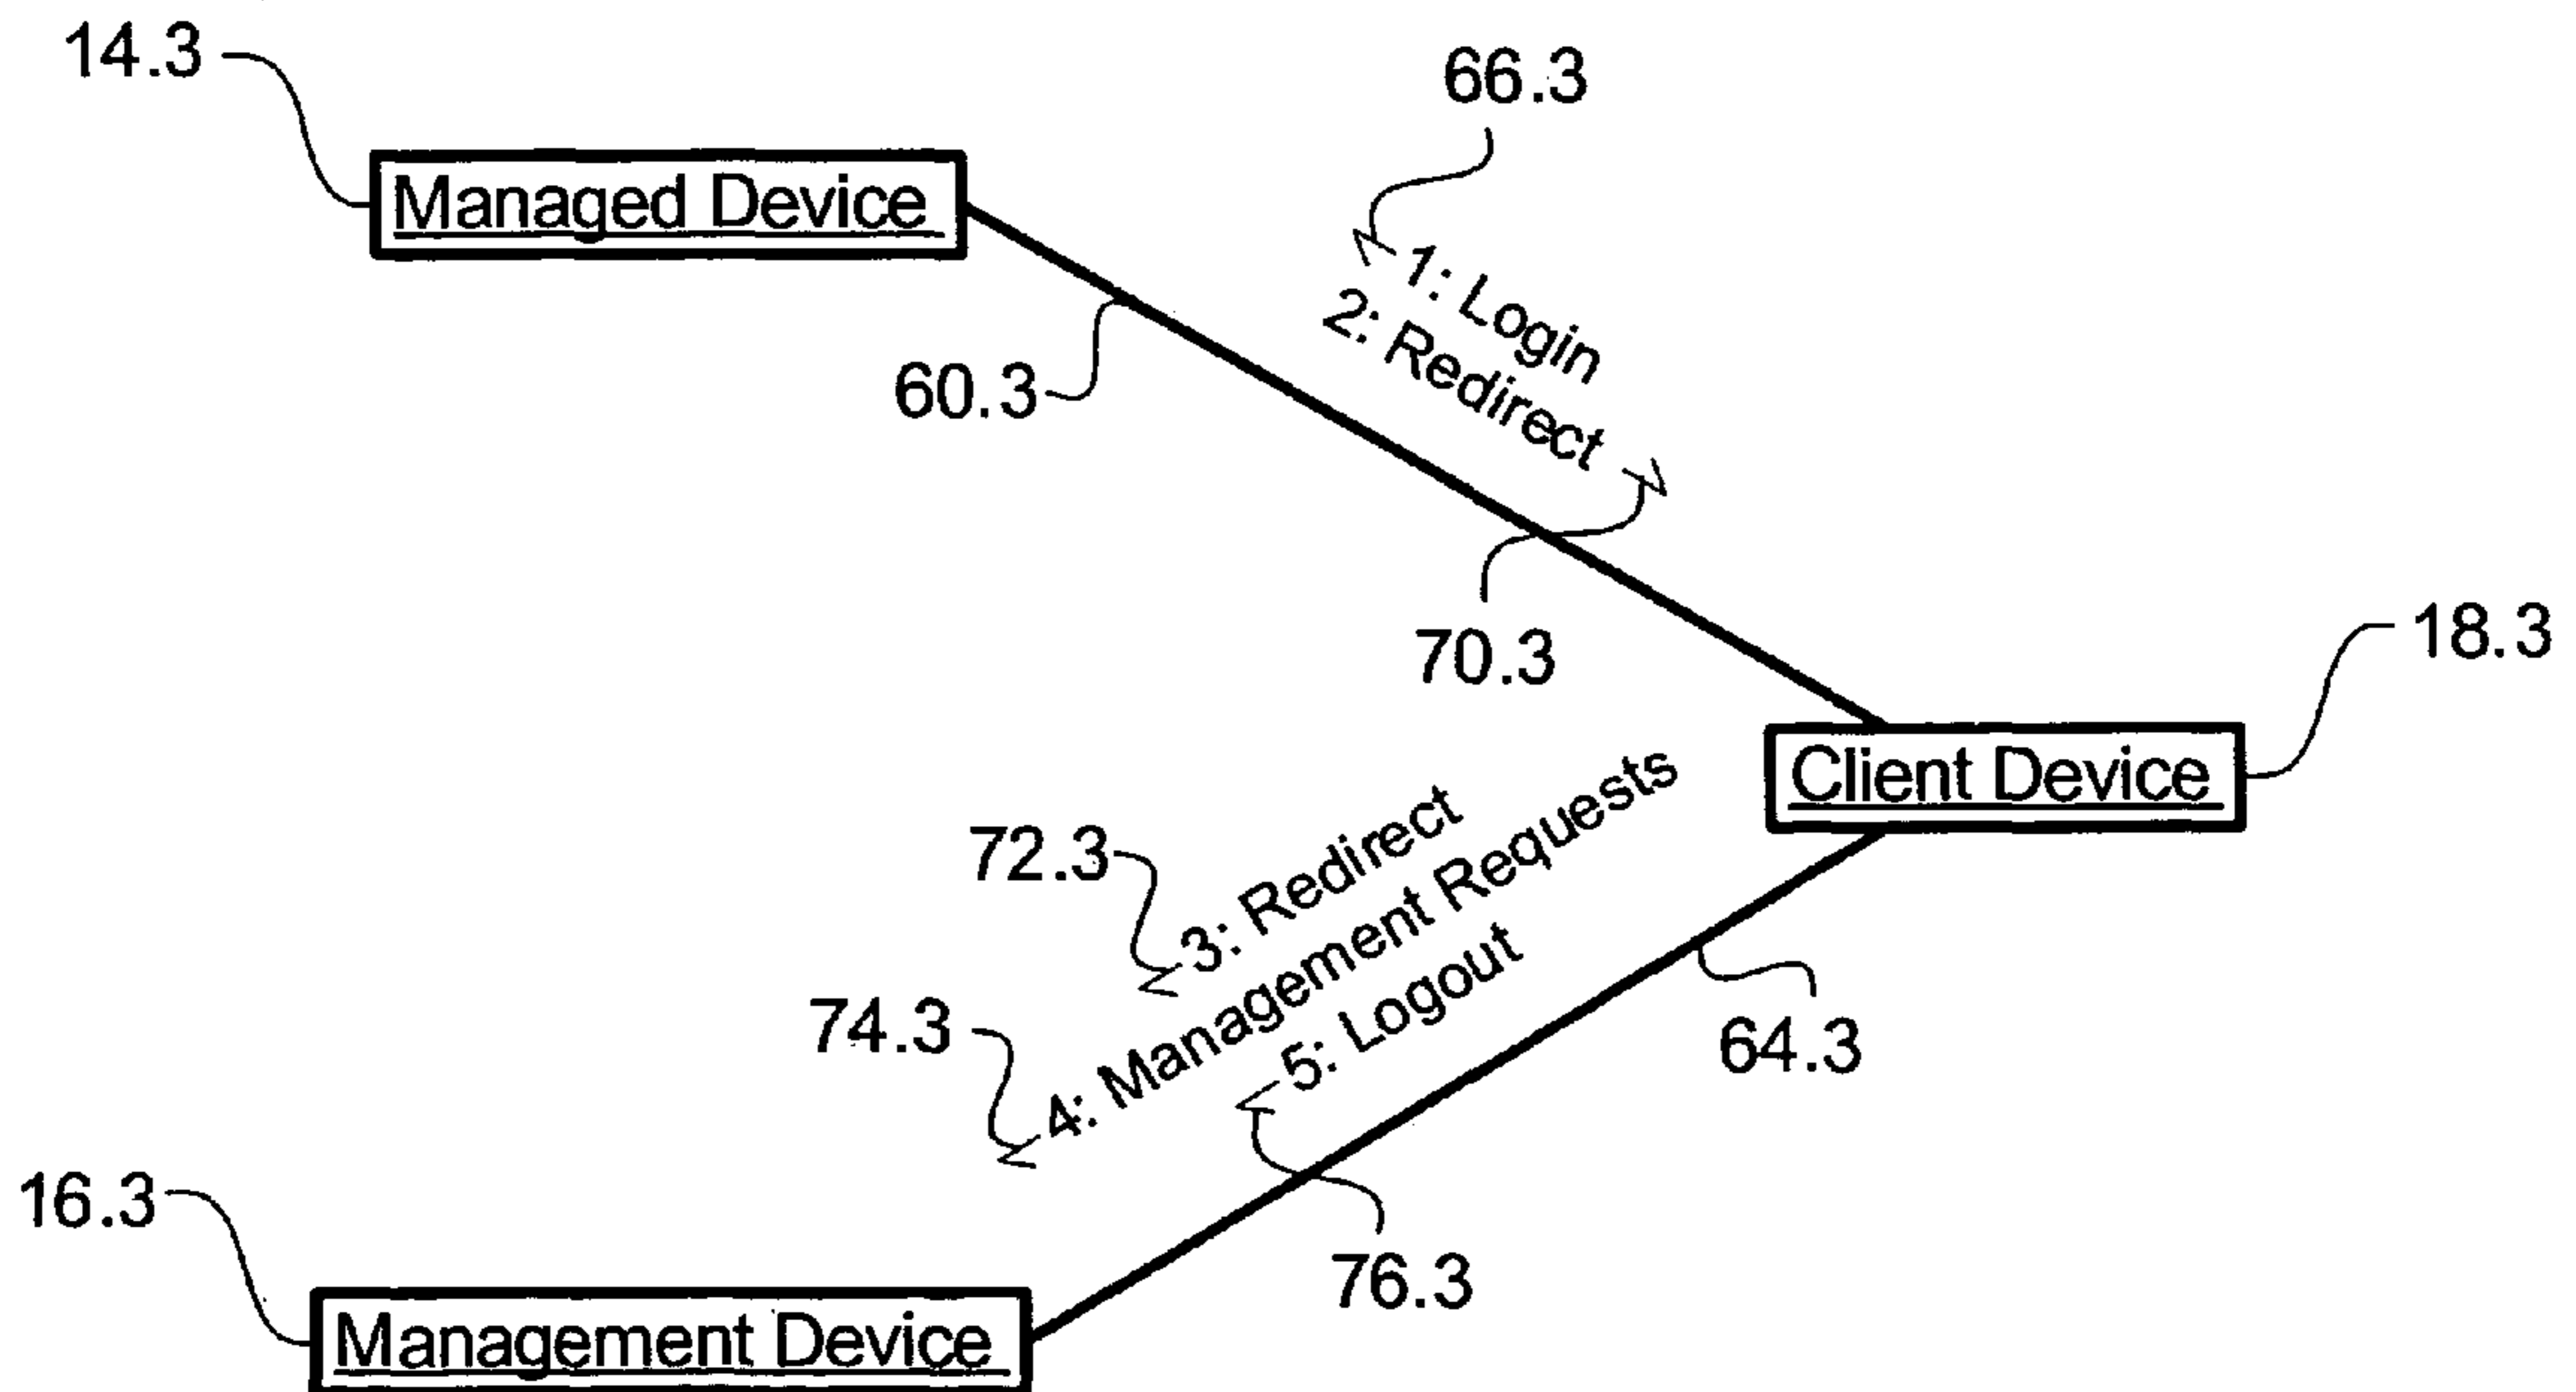 14.3
66.3
Managed Device
1: Login
2: Redirect
60.3
70.3
18.3
Client Device
72.3
3: Redirect
4: Management Requests
5: Logout
74.3
64.3
16.3
76.3
Management Device